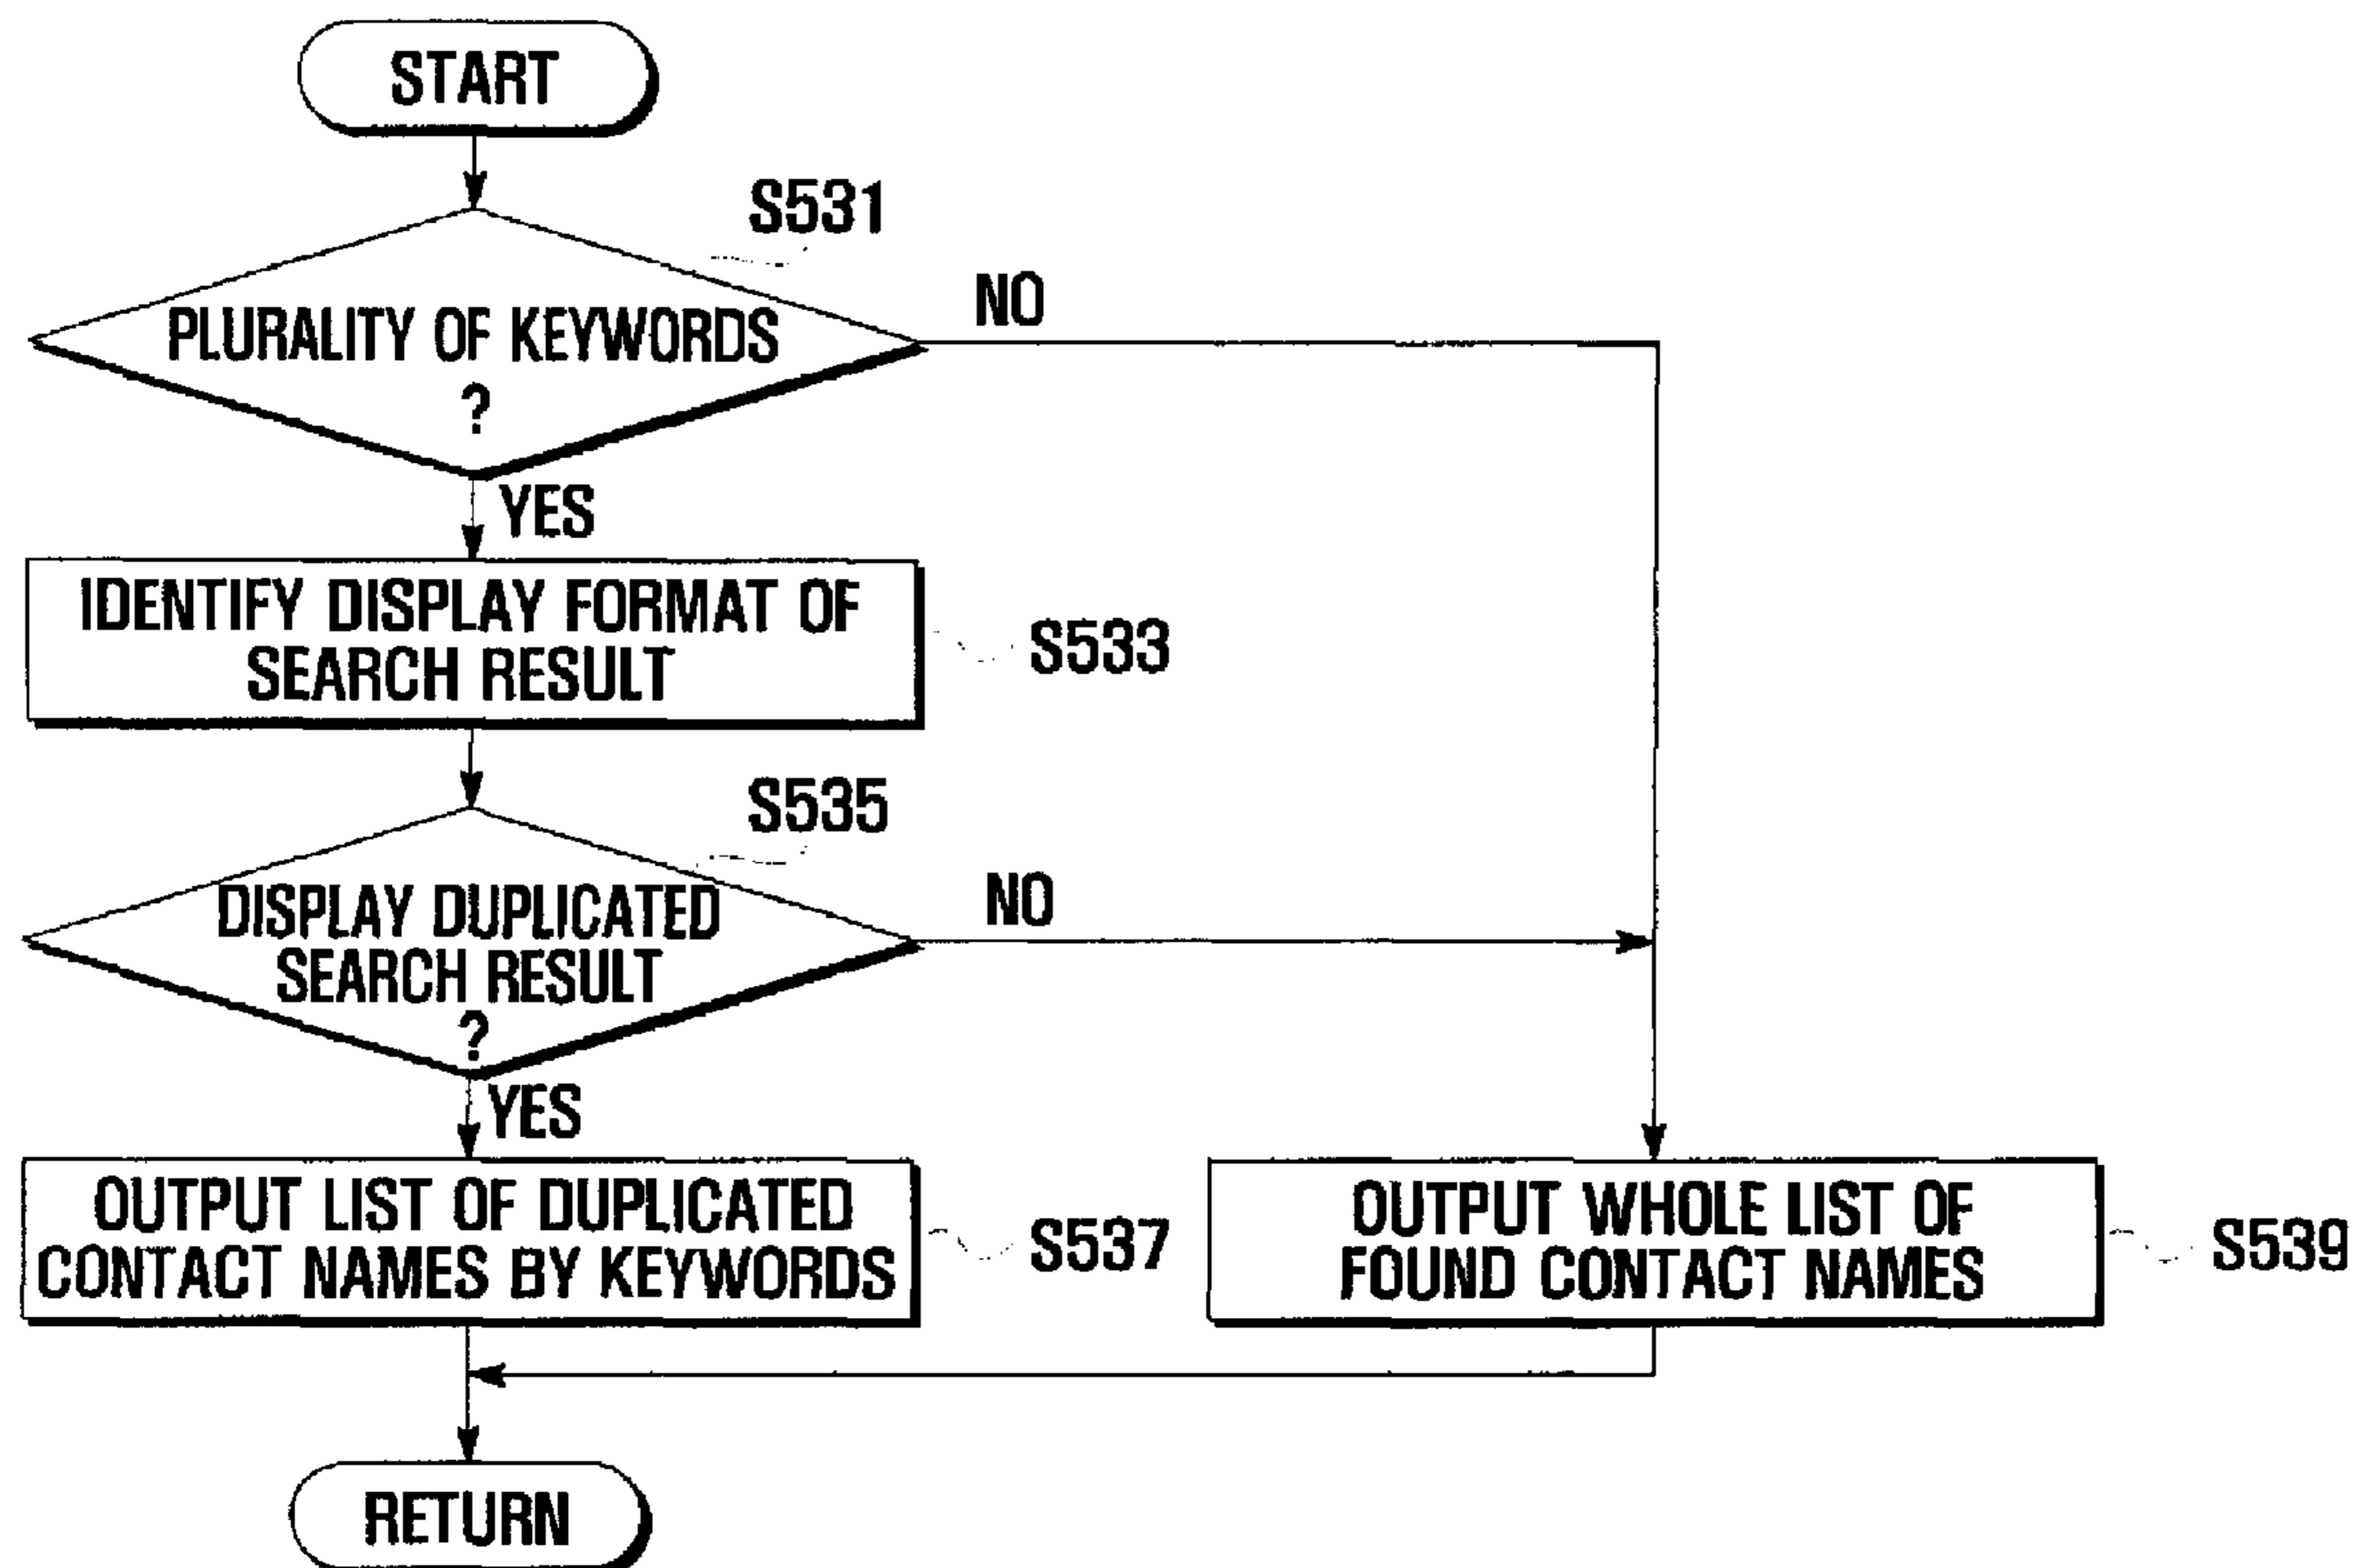 START
S531
NO
PLURALITY OF KEYWORDS
?
YES
IDENTIFY DISPLAY FORMAT OF
SEARCH RESULT
S533
S535
NO
DISPLAY DUPLICATED
SEARCH RESULT
?
YES
OUTPUT LIST OF DUPLICATED
CONTACT NAMES BY KEYWORDS
S537
OUTPUT WHOLE LIST OF
FOUND CONTACT NAMES
S539
RETURN